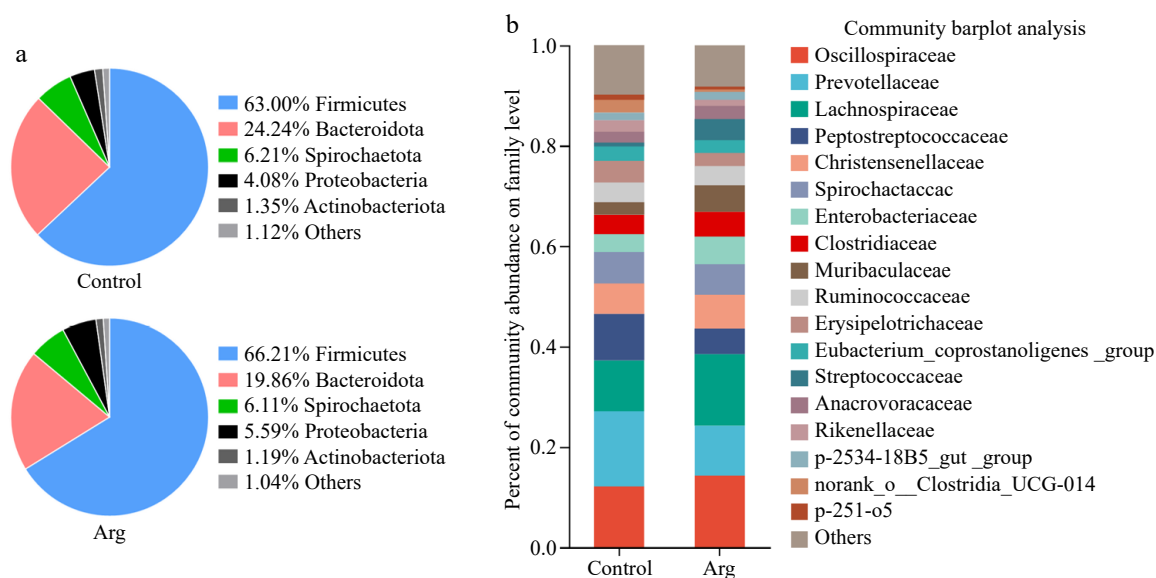 a
63.00% Firmicutes
24.24% Bacteroidota
6.21% Spirochaetota
4.08% Proteobacteria
1.35% Actinobacteriota
1.12% Others
Control
66.21% Firmicutes
19.86% Bacteroidota
6.11% Spirochaetota
5.59% Proteobacteria
1.19% Actinobacteriota
1.04% Others
Arg
b
Percent of community abundance on family level
1.0
0.8
0.6
0.4
0.2
0.0
Control
Arg
Community barplot analysis
Oscillospiraceae
Prevotellaceae
Lachnospiraceae
Peptostreptococcaceae
Christensenellaceae
Spirochactaccac
Enterobacteriaceae
Clostridiaceae
Muribaculaceae
Ruminococcaceae
Erysipelotrichaceae
Eubacterium_coprostanoligenes _group
Streptococcaceae
Anacrovoracaceae
Rikenellaceae
p-2534-18B5_gut _group
norank_o__Clostridia_UCG-014
p-251-o5
Others